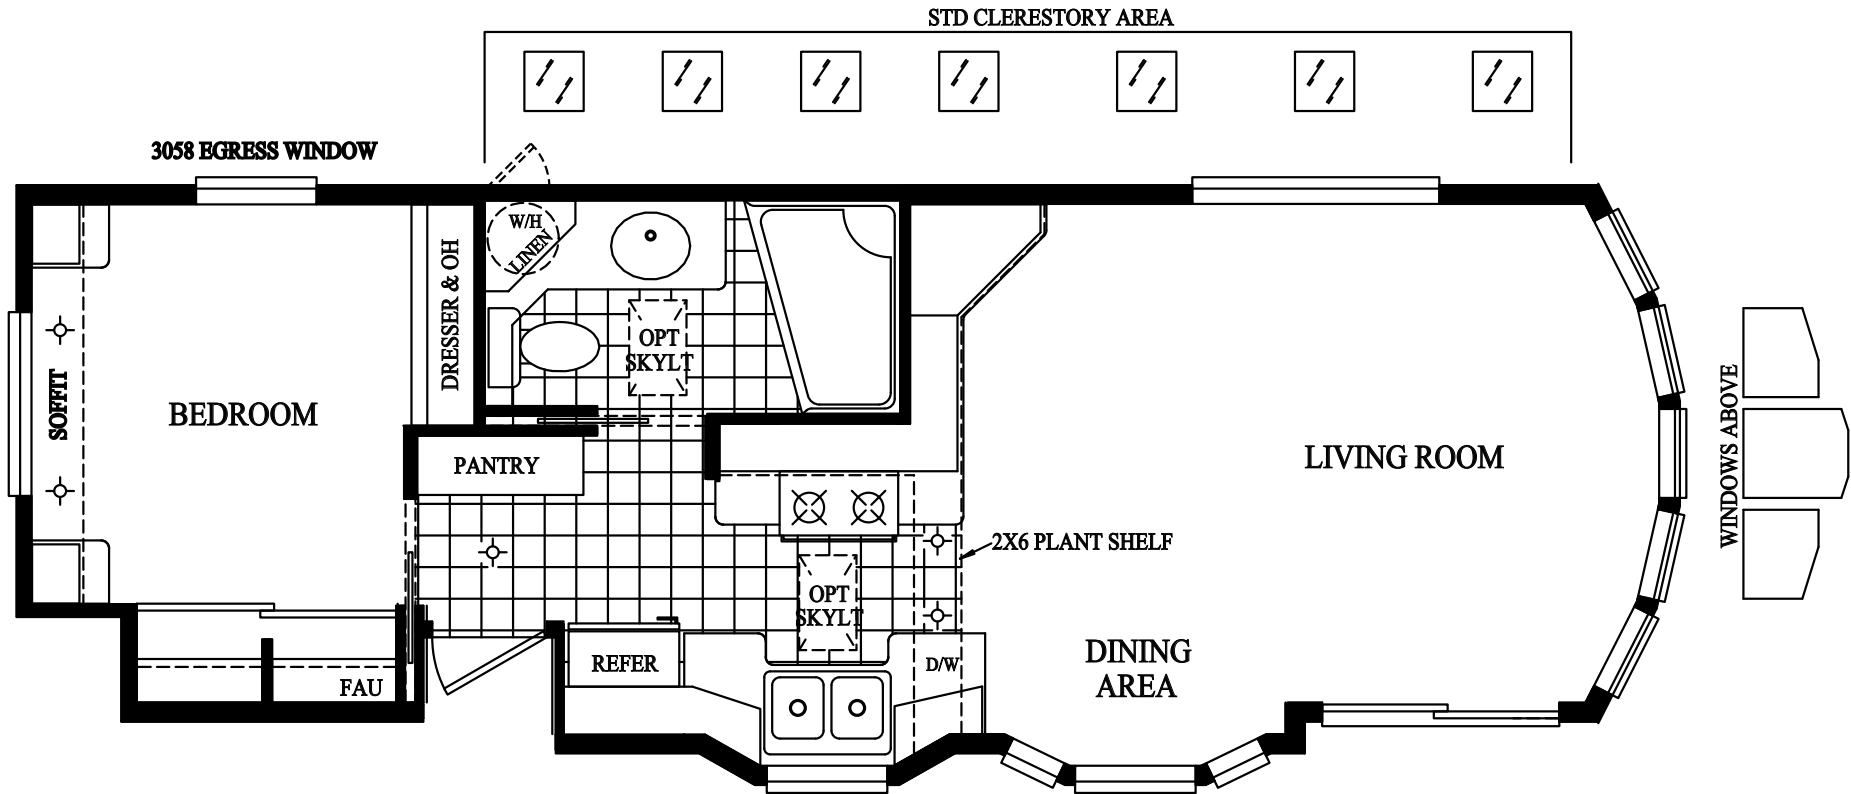 STD CLERESTORY AREA
3058 EGRESS WINDOW
W/H
LINEN
DRESSER & OH
OPT
SKYLT
SOFFIT
BEDROOM
PANTRY
LIVING ROOM
WINDOWS ABOVE
2X6 PLANT SHELF
OPT
SKYLT
REFER
D/W
DINING
AREA
FAU